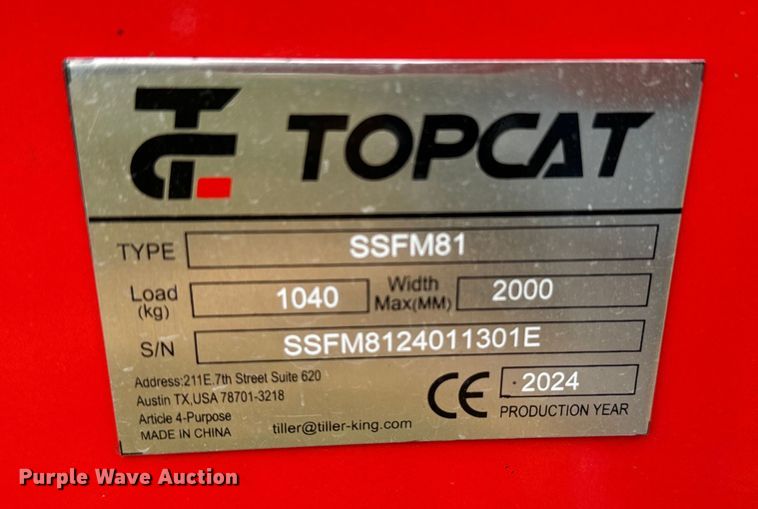 TOPCAT
TYPE SSFM81
Load (kg) 1040 Width Max(MM) 2000
S/N SSFM8124011301E
Address:211E.7th Street Suite 620
Austin TX,USA 78701-3218
Article 4-Purpose
MADE IN CHINA
tiller@tiller-king.com
CE
2024
PRODUCTION YEAR
Purple Wave Auction